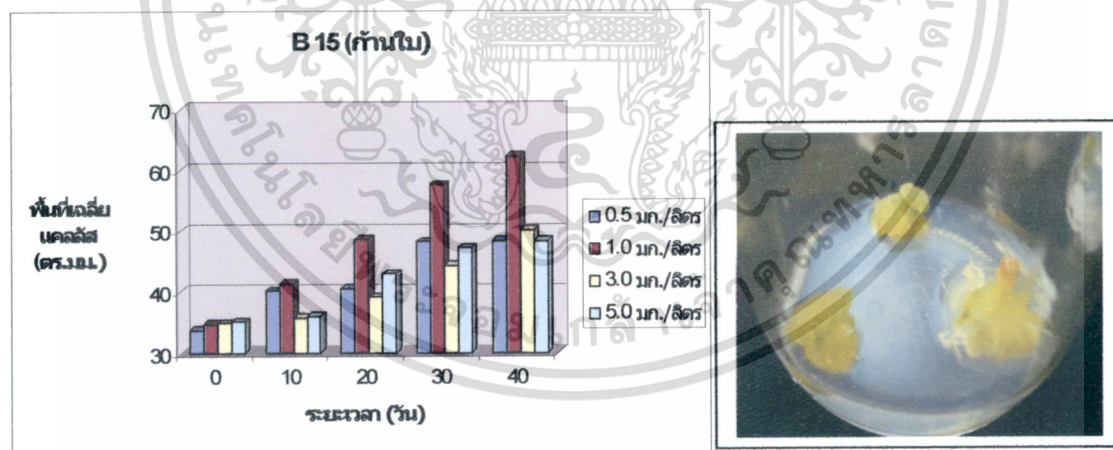 B 15 (ก้านใบ)
70
60
50
40
30
พื้นที่เฉลี่ย
แคลลัส
(ตร.มม.)
0 10 20 30 40
ระยะเวลา (วัน)
0.5 มก./ลิตร
1.0 มก./ลิตร
3.0 มก./ลิตร
5.0 มก./ลิตร